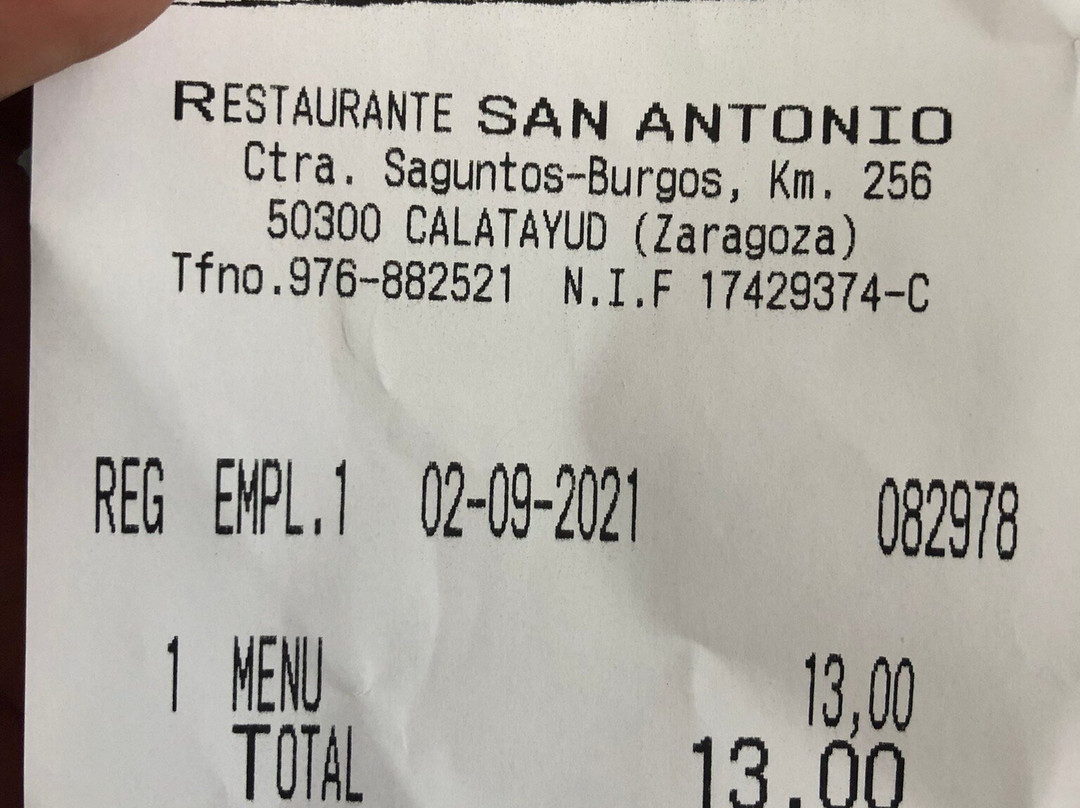 RESTAURANTE SAN ANTONIO
Ctra. Saguntos-Burgos, Km. 256
50300 CALATAYUD (Zaragoza)
Tfno.976-882521 N.I.F 17429374-C
REG EMPL.1 02-09-2021 082978
1 MENU 13,00
TOTAL 13.00